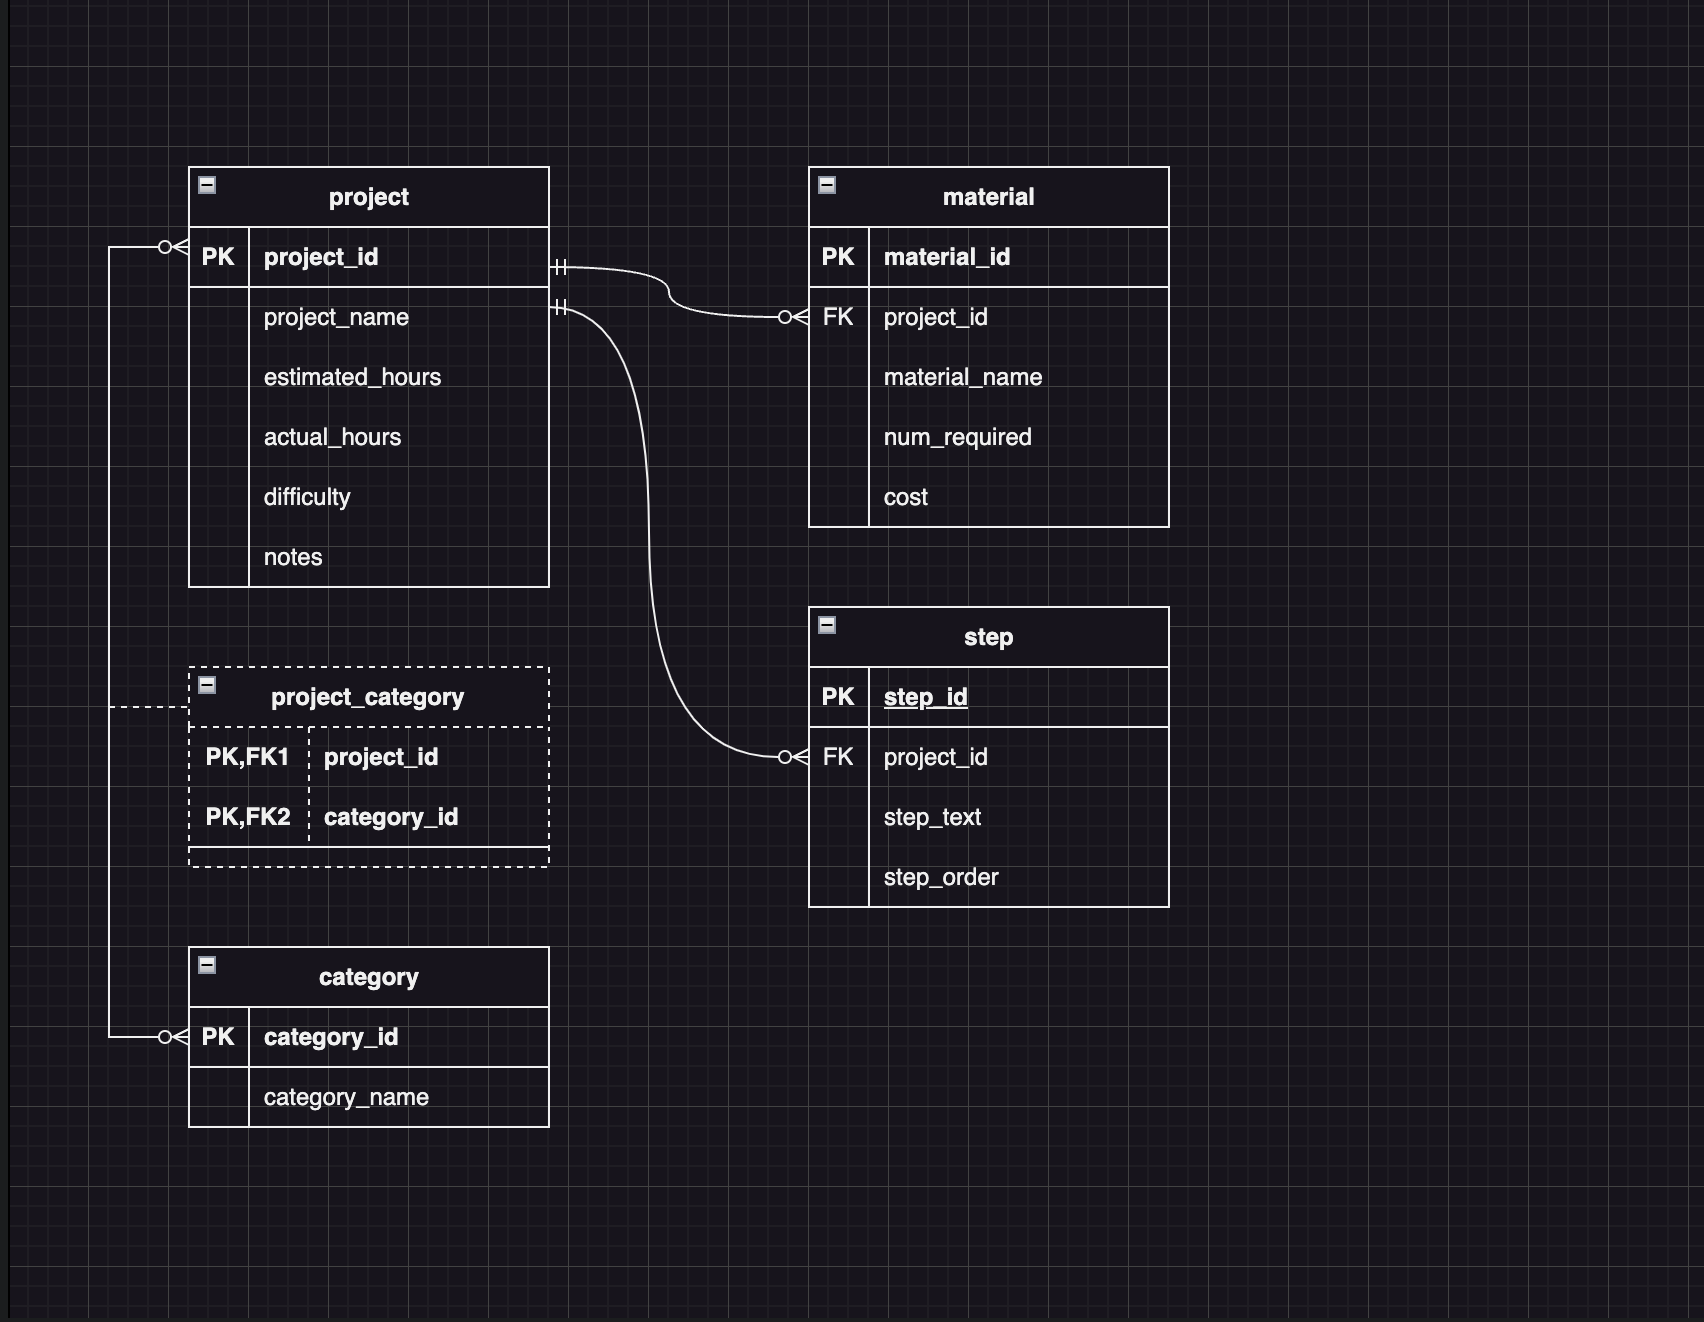 project
PK project_id
project_name
estimated_hours
actual_hours
difficulty
notes
material
PK material_id
FK project_id
material_name
num_required
cost
project_category
PK,FK1 project_id
PK,FK2 category_id
step
PK step_id
FK project_id
step_text
step_order
category
PK category_id
category_name